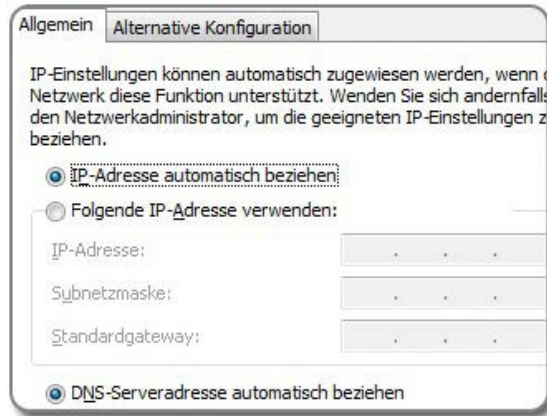 Allgemein
Alternative Konfiguration
IP-Einstellungen können automatisch zugewiesen werden, wenn
Netzwerk diese Funktion unterstützt. Wenden Sie sich andernfalls
den Netzwerkadministrator, um die geeigneten IP-Einstellungen
beziehen.
IP-Adresse automatisch beziehen
Folgende IP-Adresse verwenden:
IP-Adresse:
Subnetzmaske:
Standardgateway:
DNS-Serveradresse automatisch beziehen